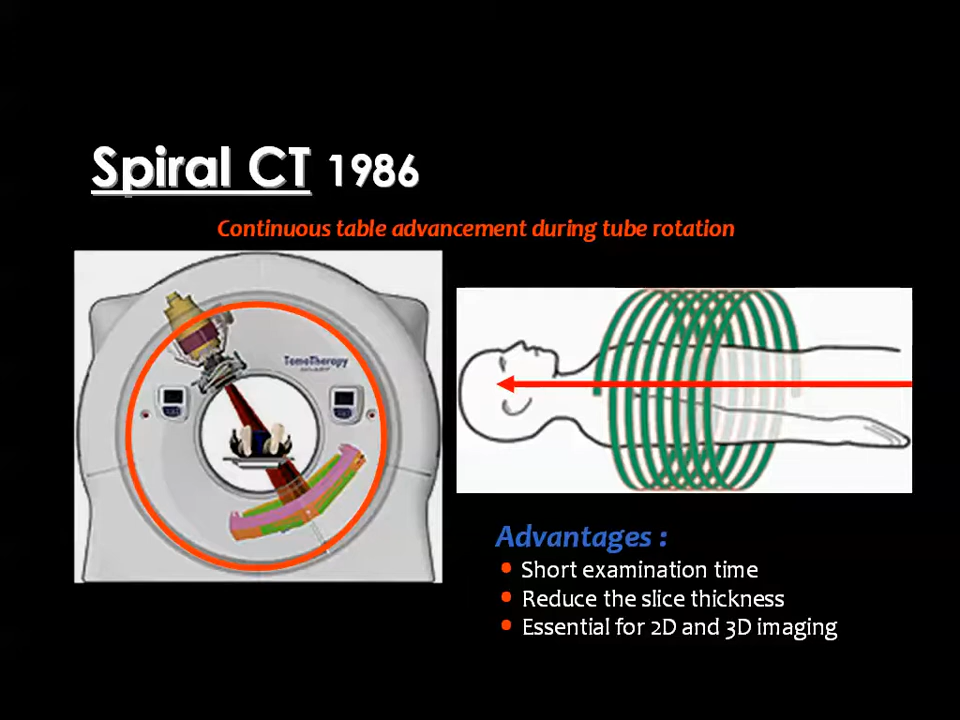 Spiral CT 1986
Continuous table advancement during tube rotation
TomoTherapy
Advantages :
• Short examination time
• Reduce the slice thickness
• Essential for 2D and 3D imaging